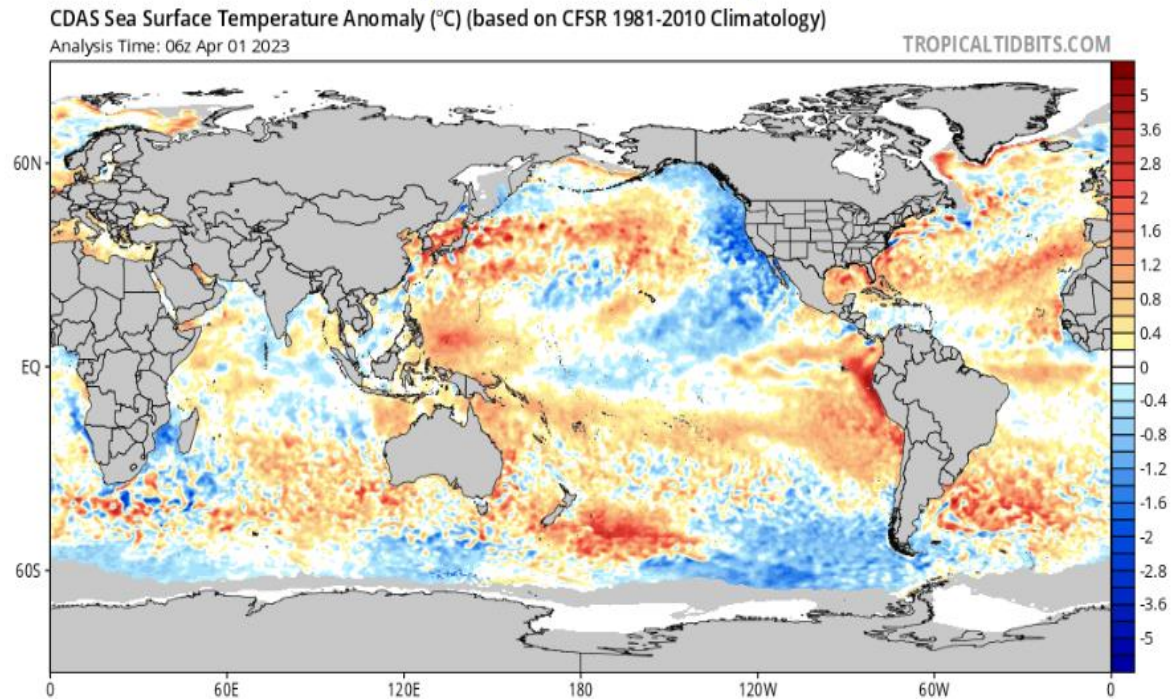 CDAS Sea Surface Temperature Anomaly (°C) (based on CFSR 1981-2010 Climatology)
Analysis Time: 06z Apr 01 2023
TROPICALTIDBITS.COM
60N
EQ
60S
0
60E
120E
180
120W
60W
0
5
3.6
2.8
2
1.6
1.2
0.8
0.4
0
-0.4
-0.8
-1.2
-1.6
-2
-2.8
-3.6
-5